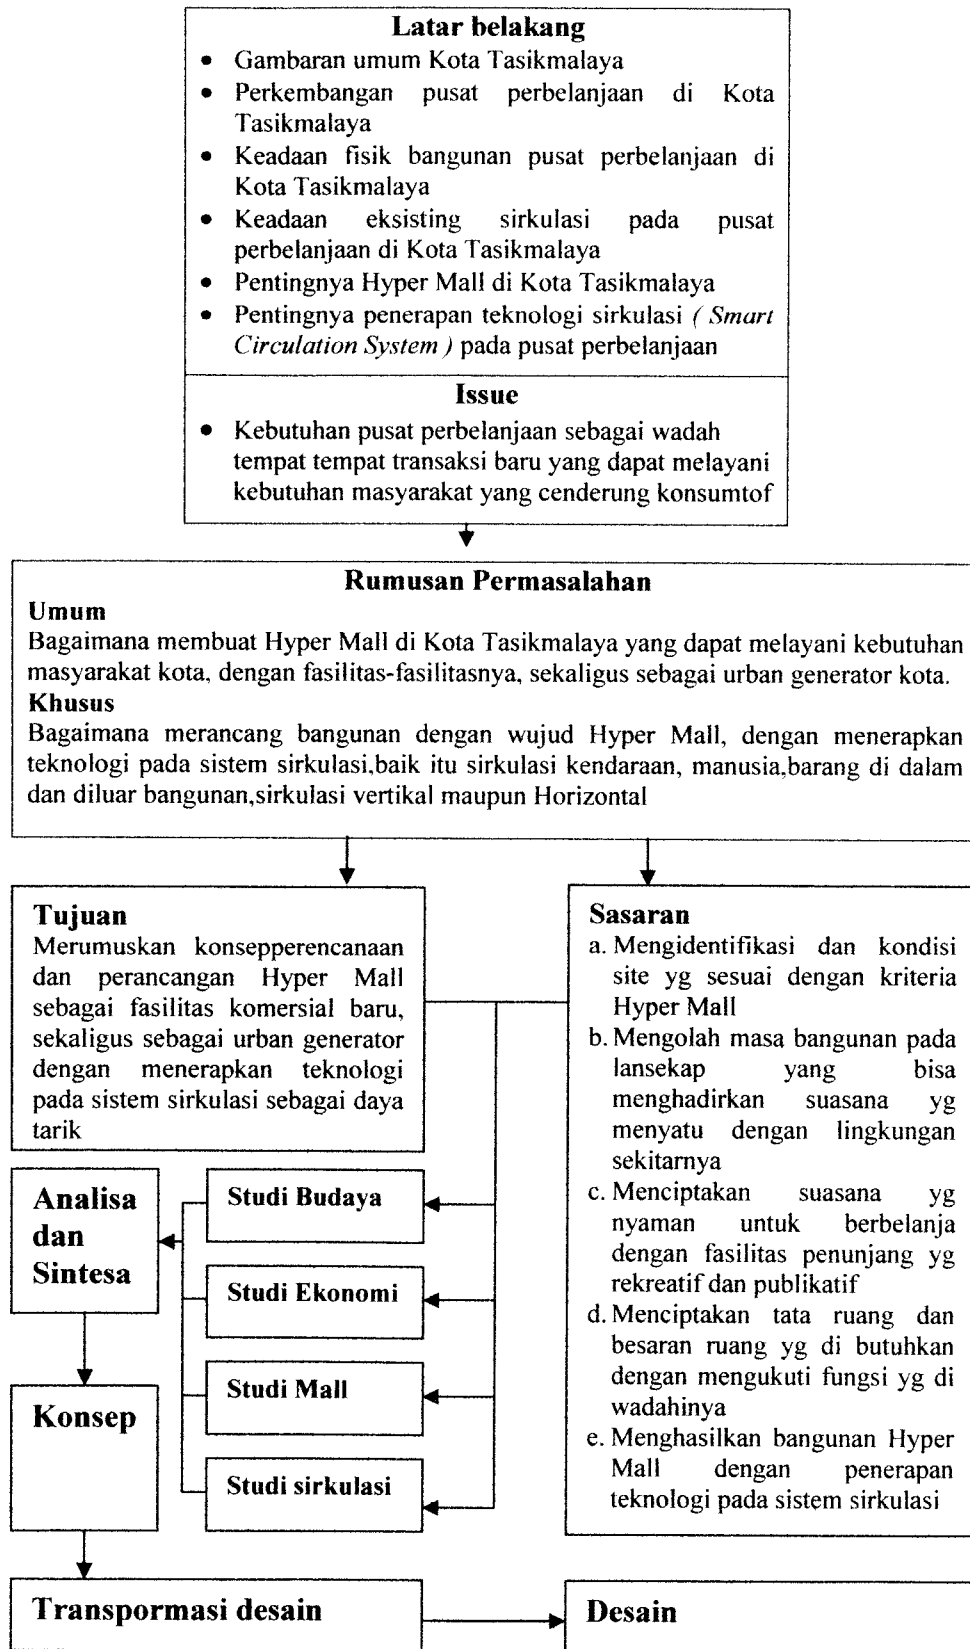 Latar belakang
• Gambaran umum Kota Tasikmalaya
• Perkembangan pusat perbelanjaan di Kota
Tasikmalaya
• Keadaan fisik bangunan pusat perbelanjaan di
Kota Tasikmalaya
• Keadaan eksisting sirkulasi pada pusat
perbelanjaan di Kota Tasikmalaya
• Pentingnya Hyper Mall di Kota Tasikmalaya
• Pentingnya penerapan teknologi sirkulasi ( Smart
Circulation System ) pada pusat perbelanjaan
Issue
• Kebutuhan pusat perbelanjaan sebagai wadah
tempat tempat transaksi baru yang dapat melayani
kebutuhan masyarakat yang cenderung konsumtof
Rumusan Permasalahan
Umum
Bagaimana membuat Hyper Mall di Kota Tasikmalaya yang dapat melayani kebutuhan
masyarakat kota, dengan fasilitas-fasilitasnya, sekaligus sebagai urban generator kota.
Khusus
Bagaimana merancang bangunan dengan wujud Hyper Mall, dengan menerapkan
teknologi pada sistem sirkulasi,baik itu sirkulasi kendaraan, manusia,barang di dalam
dan diluar bangunan,sirkulasi vertikal maupun Horizontal
Tujuan
Merumuskan konsepperencanaan
dan perancangan Hyper Mall
sebagai fasilitas komersial baru,
sekaligus sebagai urban generator
dengan menerapkan teknologi
pada sistem sirkulasi sebagai daya
tarik
Sasaran
a. Mengidentifikasi dan kondisi
site yg sesuai dengan kriteria
Hyper Mall
b. Mengolah masa bangunan pada
lansekap yang bisa
menghadirkan suasana yg
menyatu dengan lingkungan
sekitarnya
c. Menciptakan suasana yg
nyaman untuk berbelanja
dengan fasilitas penunjang yg
rekreatif dan publikatif
d. Menciptakan tata ruang dan
besaran ruang yg di butuhkan
dengan mengukuti fungsi yg di
wadahinya
e. Menghasilkan bangunan Hyper
Mall dengan penerapan
teknologi pada sistem sirkulasi
Analisa
dan
Sintesa
Studi Budaya
Studi Ekonomi
Studi Mall
Studi sirkulasi
Konsep
Transpormasi desain
Desain